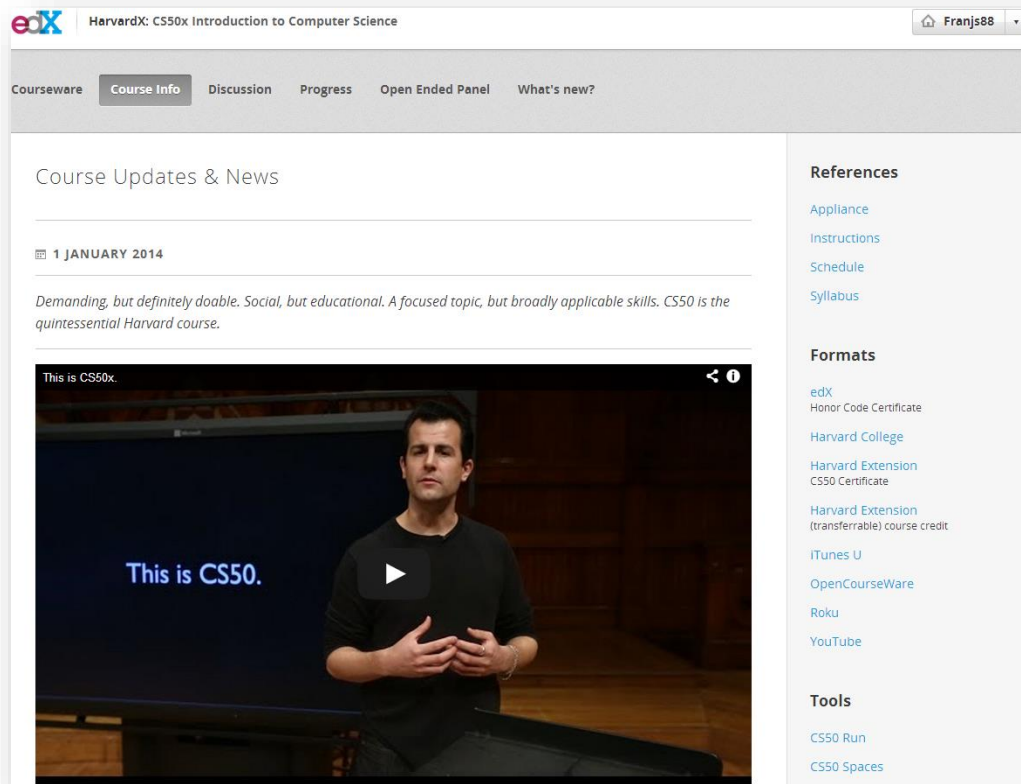 edX
HarvardX: CS50x Introduction to Computer Science
Franjs88
Courseware
Course Info
Discussion
Progress
Open Ended Panel
What's new?
Course Updates & News
1 JANUARY 2014
Demanding, but definitely doable. Social, but educational. A focused topic, but broadly applicable skills. CS50 is the
quintessential Harvard course.
This is CS50x.
This is CS50.
References
Appliance
Instructions
Schedule
Syllabus
Formats
edX
Honor Code Certificate
Harvard College
Harvard Extension
CS50 Certificate
Harvard Extension
(transferrable) course credit
iTunes U
OpenCourseWare
Roku
YouTube
Tools
CS50 Run
CS50 Spaces